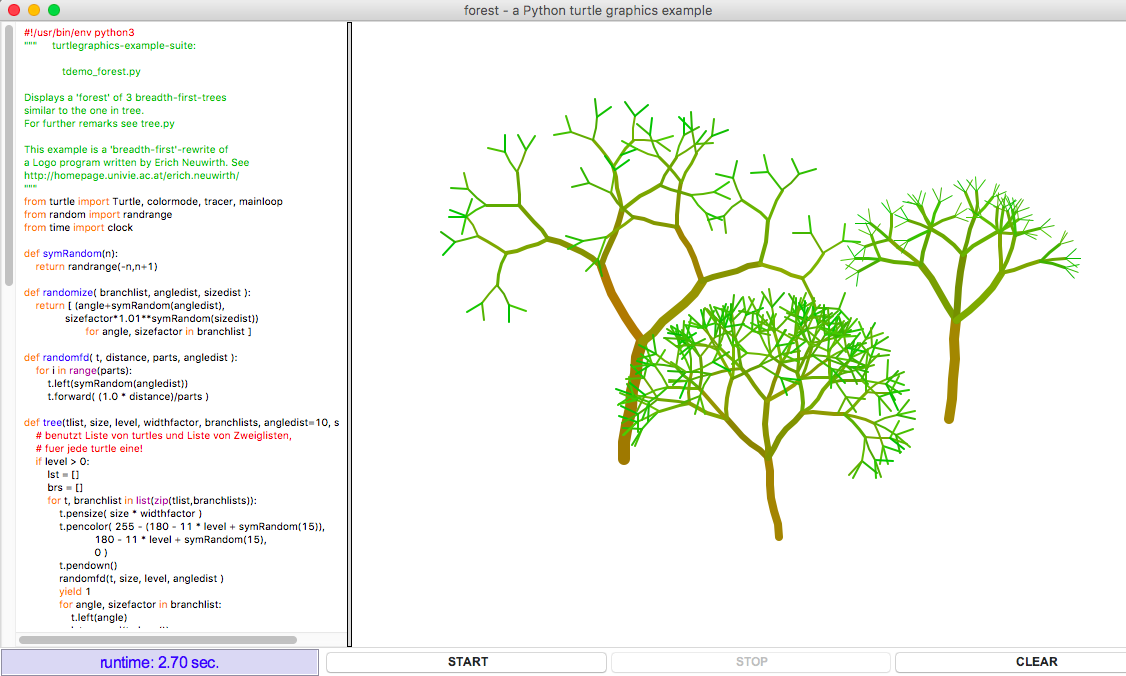 forest - a Python turtle graphics example
#!/usr/bin/env python3
""" turtlegraphics-example-suite:
tdemo_forest.py
Displays a 'forest' of 3 breadth-first-trees
similar to the one in tree.
For further remarks see tree.py
This example is a 'breadth-first'-rewrite of
a Logo program written by Erich Neuwirth. See
http://homepage.univie.ac.at/erich.neuwirth/
"""
from turtle import Turtle, colormode, tracer, mainloop
from random import randrange
from time import clock
def symRandom(n):
return randrange(-n,n+1)
def randomize( branchlist, angledist, sizedist ):
return [ (angle+symRandom(angledist),
sizefactor*1.01**symRandom(sizedist))
for angle, sizefactor in branchlist ]
def randomfd( t, distance, parts, angledist ):
for i in range(parts):
t.left(symRandom(angledist))
t.forward( (1.0 * distance)/parts )
def tree(tlist, size, level, widthfactor, branchlists, angledist=10, s
# benutzt Liste von turtles und Liste von Zweiglisten,
# fuer jede turtle eine!
if level > 0:
lst = []
brs = []
for t, branchlist in list(zip(tlist,branchlists)):
t.pensize( size * widthfactor )
t.pencolor( 255 - (180 - 11 * level + symRandom(15)),
180 - 11 * level + symRandom(15),
0 )
t.pendown()
randomfd(t, size, level, angledist )
yield 1
for angle, sizefactor in branchlist:
t.left(angle)
runtime: 2.70 sec.
START
STOP
CLEAR